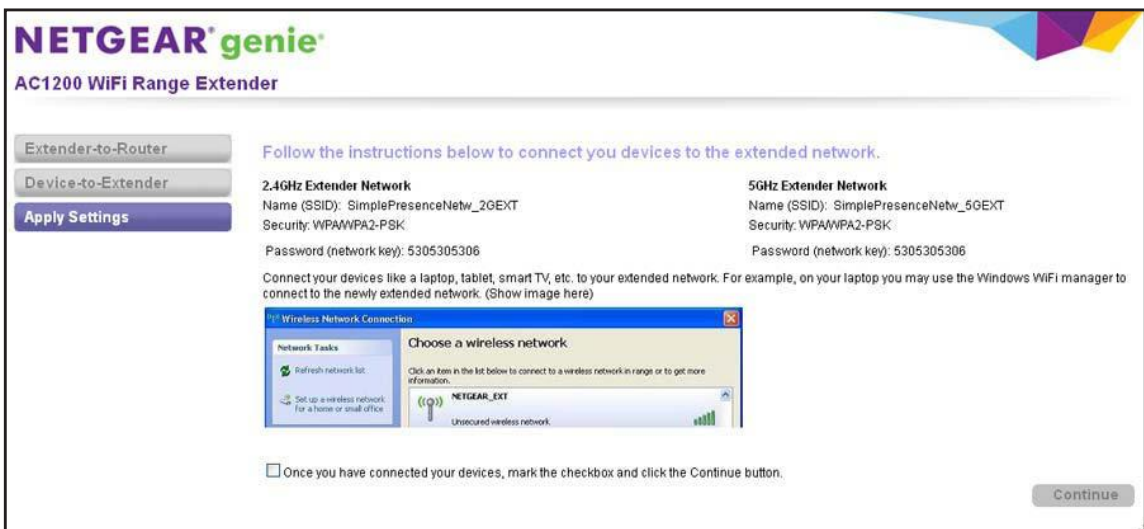 NETGEAR® genie®
AC1200 WiFi Range Extender
Extender-to-Router
Device-to-Extender
Apply Settings
Follow the instructions below to connect you devices to the extended network.
2.4GHz Extender Network
Name (SSID): SimplePresenceNetw_2GEXT
Security: WPA/WPA2-PSK
Password (network key): 5305305306
5GHz Extender Network
Name (SSID): SimplePresenceNetw_5GEXT
Security: WPA/WPA2-PSK
Password (network key): 5305305306
Connect your devices like a laptop, tablet, smart TV, etc. to your extended network. For example, on your laptop you may use the Windows WiFi manager to
connect to the newly extended network. (Show image here)
Wireless Network Connection
Network Tasks
Refresh network list
Set up a wireless network
for a home or small office
Choose a wireless network
Click an item in the list below to connect to a wireless network in range or to get more
information.
NETGEAR_EXT
Unsecured wireless network
Once you have connected your devices, mark the checkbox and click the Continue button.
Continue